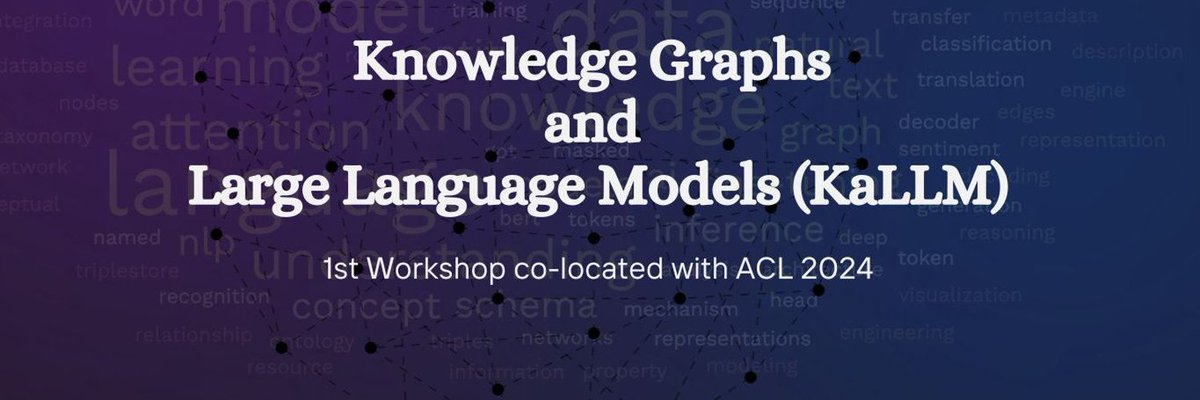 word model training data sequence
integration transfer metadata
Knowledge Graphs
learning natural classification description
database text translation engine
nodes knowledge edges
and
taxonomy attention graph decoder representation
masked sentiment
network
Large Language Models (KaLLM)
language
generation
bert tokens
named nlp inference deep reasoning
understanding token
1st Workshop co-located with ACL 2024
triplestore
recognition concept schema mechanism head visualization
relationship ontology triples networks representations engineering
resource information property modeling